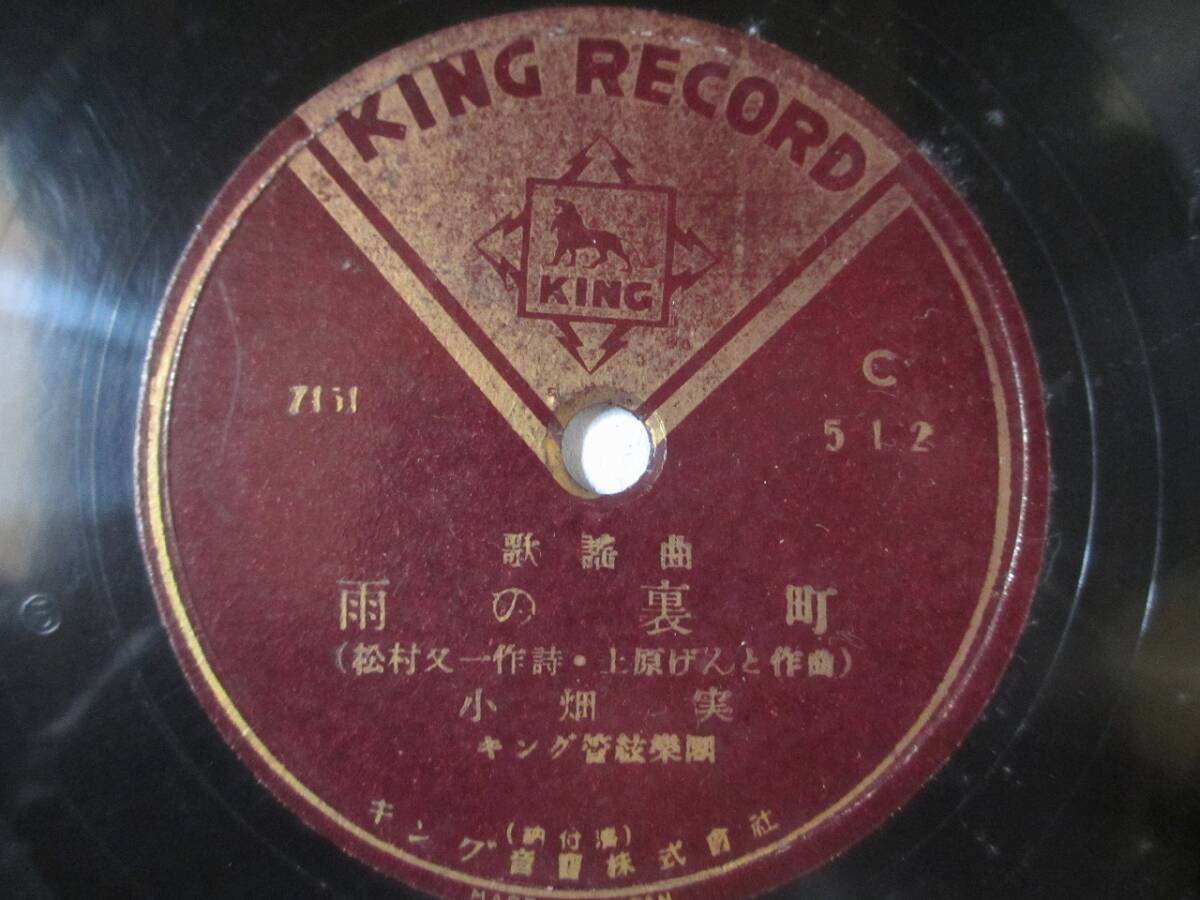 KING RECORD
KING
7151
C
512
歌謡曲
雨の裏町
(松村又一作詩・上原げんと作曲)
小畑実
キング管絃樂團
(納付濟)
キング音響株式會社